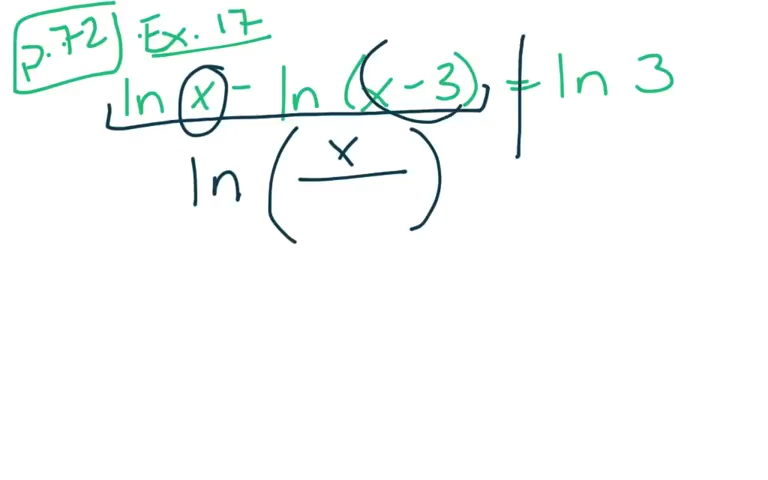 p.72 Ex. 17
ln x - ln (x-3) = ln 3
ln (x/ )